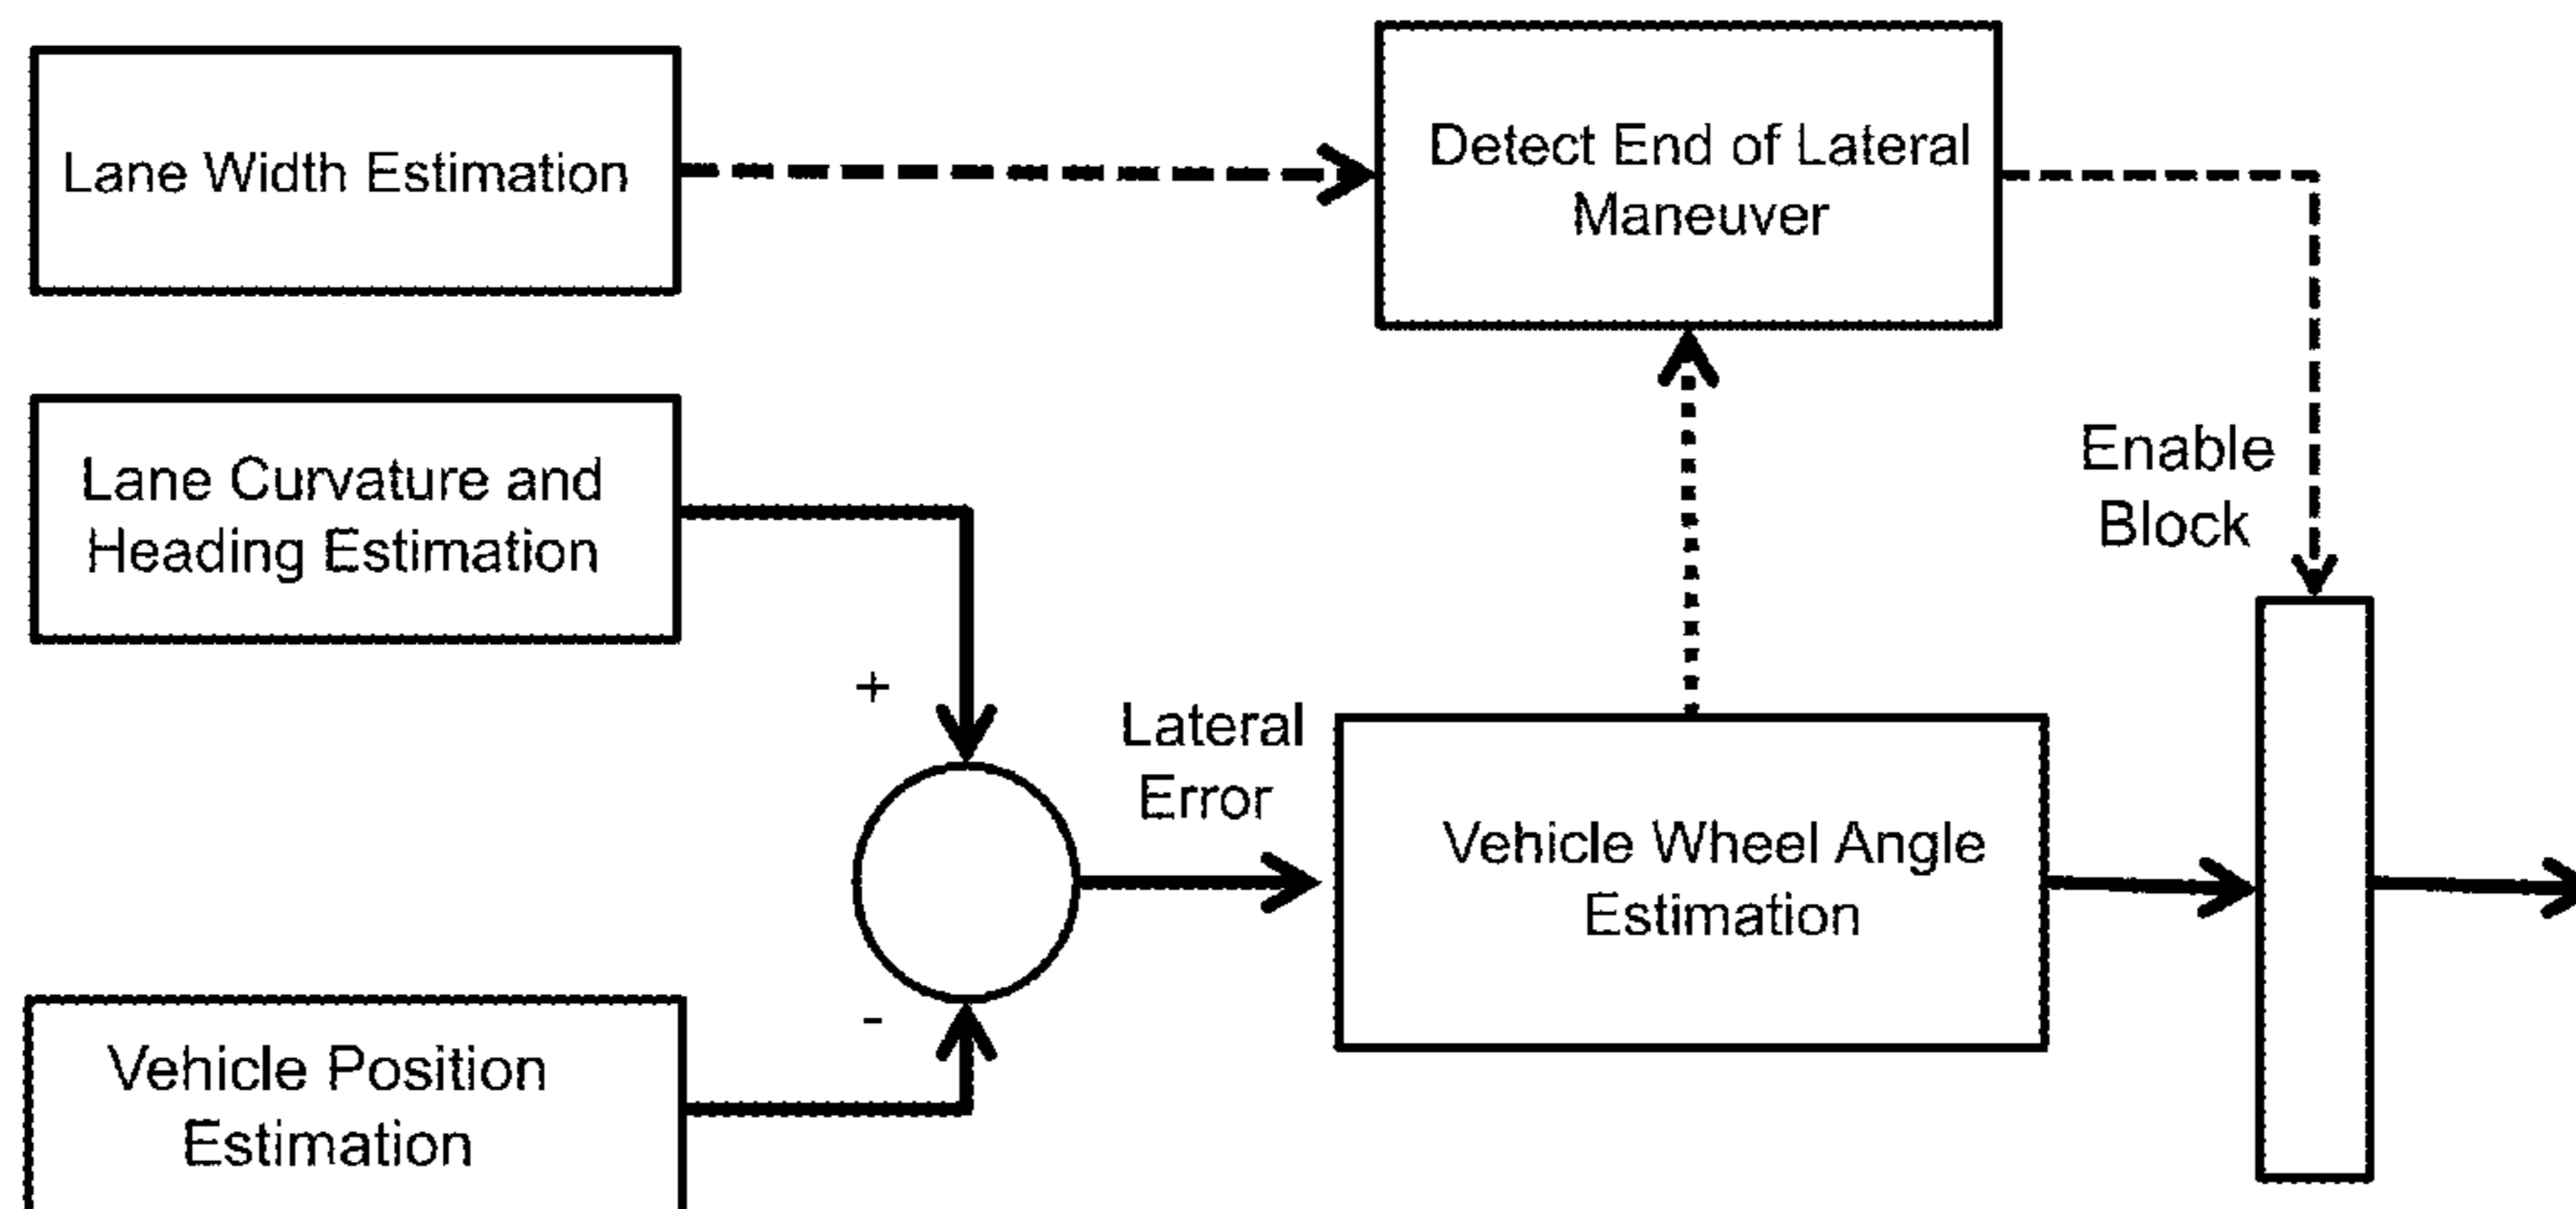 Lane Width Estimation
Detect End of Lateral
Maneuver
Lane Curvature and
Heading Estimation
Enable
Block
+
Lateral
Error
Vehicle Wheel Angle
Estimation
-
Vehicle Position
Estimation